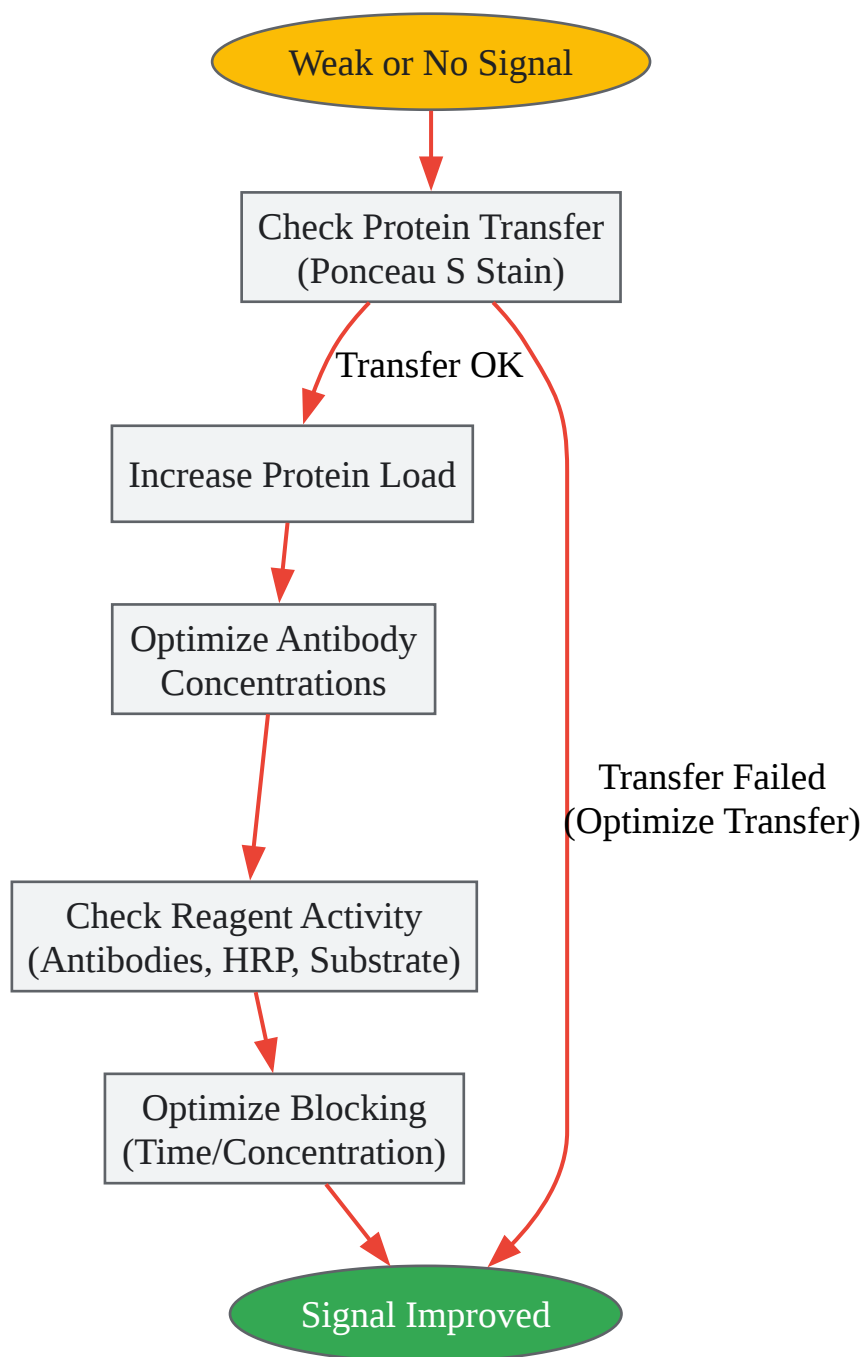 Weak or No Signal
Check Protein Transfer
(Ponceau S Stain)
Transfer OK
Increase Protein Load
Optimize Antibody
Concentrations
Transfer Failed
(Optimize Transfer)
Check Reagent Activity
(Antibodies, HRP, Substrate)
Optimize Blocking
(Time/Concentration)
Signal Improved